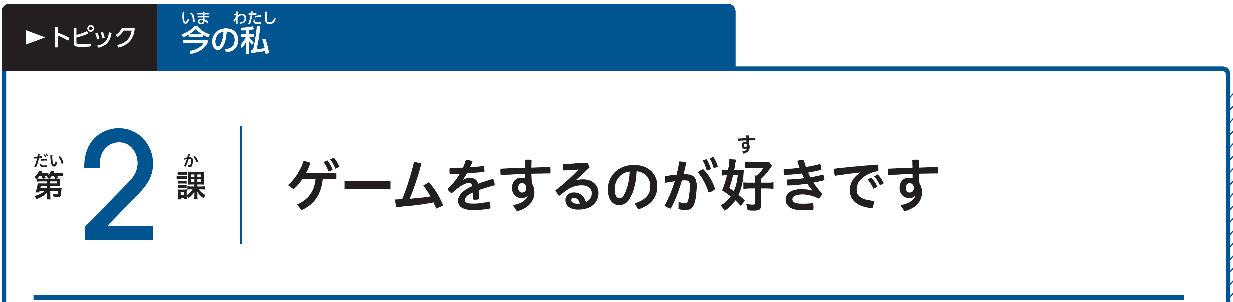 ▶トピック 今の私
いま わたし
第2課 ゲームをするのが好きです
だい か す